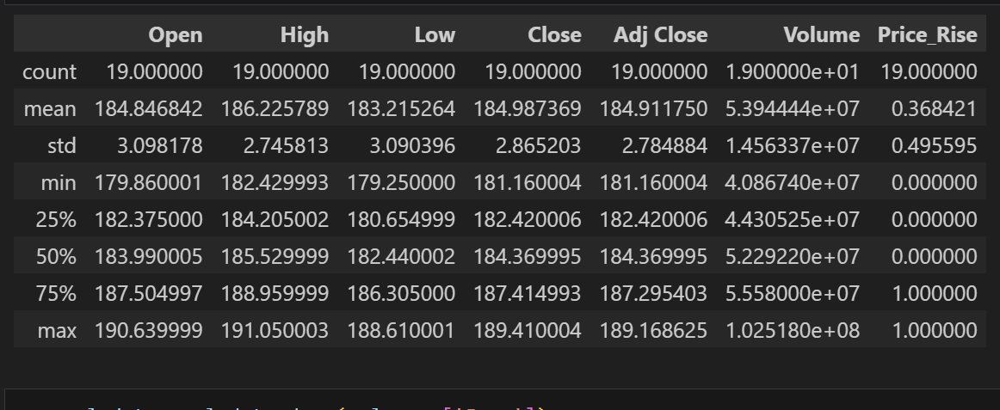 Open High Low Close Adj Close Volume Price_Rise
count 19.000000 19.000000 19.000000 19.000000 19.000000 1.900000e+01 19.000000
mean 184.846842 186.225789 183.215264 184.987369 184.911750 5.394444e+07 0.368421
std 3.098178 2.745813 3.090396 2.865203 2.784884 1.456337e+07 0.495595
min 179.860001 182.429993 179.250000 181.160004 181.160004 4.086740e+07 0.000000
25% 182.375000 184.205002 180.654999 182.420006 182.420006 4.430525e+07 0.000000
50% 183.990005 185.529999 182.440002 184.369995 184.369995 5.229220e+07 0.000000
75% 187.504997 188.959999 186.305000 187.414993 187.295403 5.558000e+07 1.000000
max 190.639999 191.050003 188.610001 189.410004 189.168625 1.025180e+08 1.000000